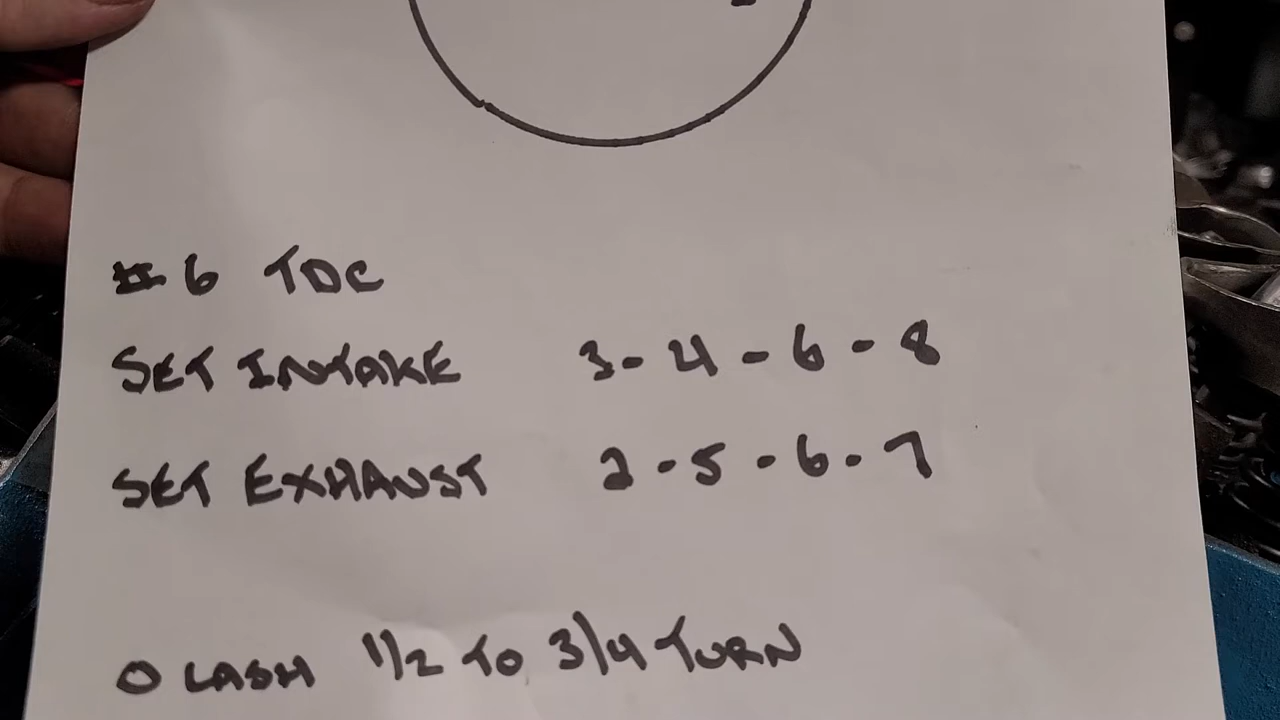 #6 TDC
SET INTAKE 3-4-6-8
SET EXHAUST 2-5-6-7
0 LASH 1/2 TO 3/4 TURN